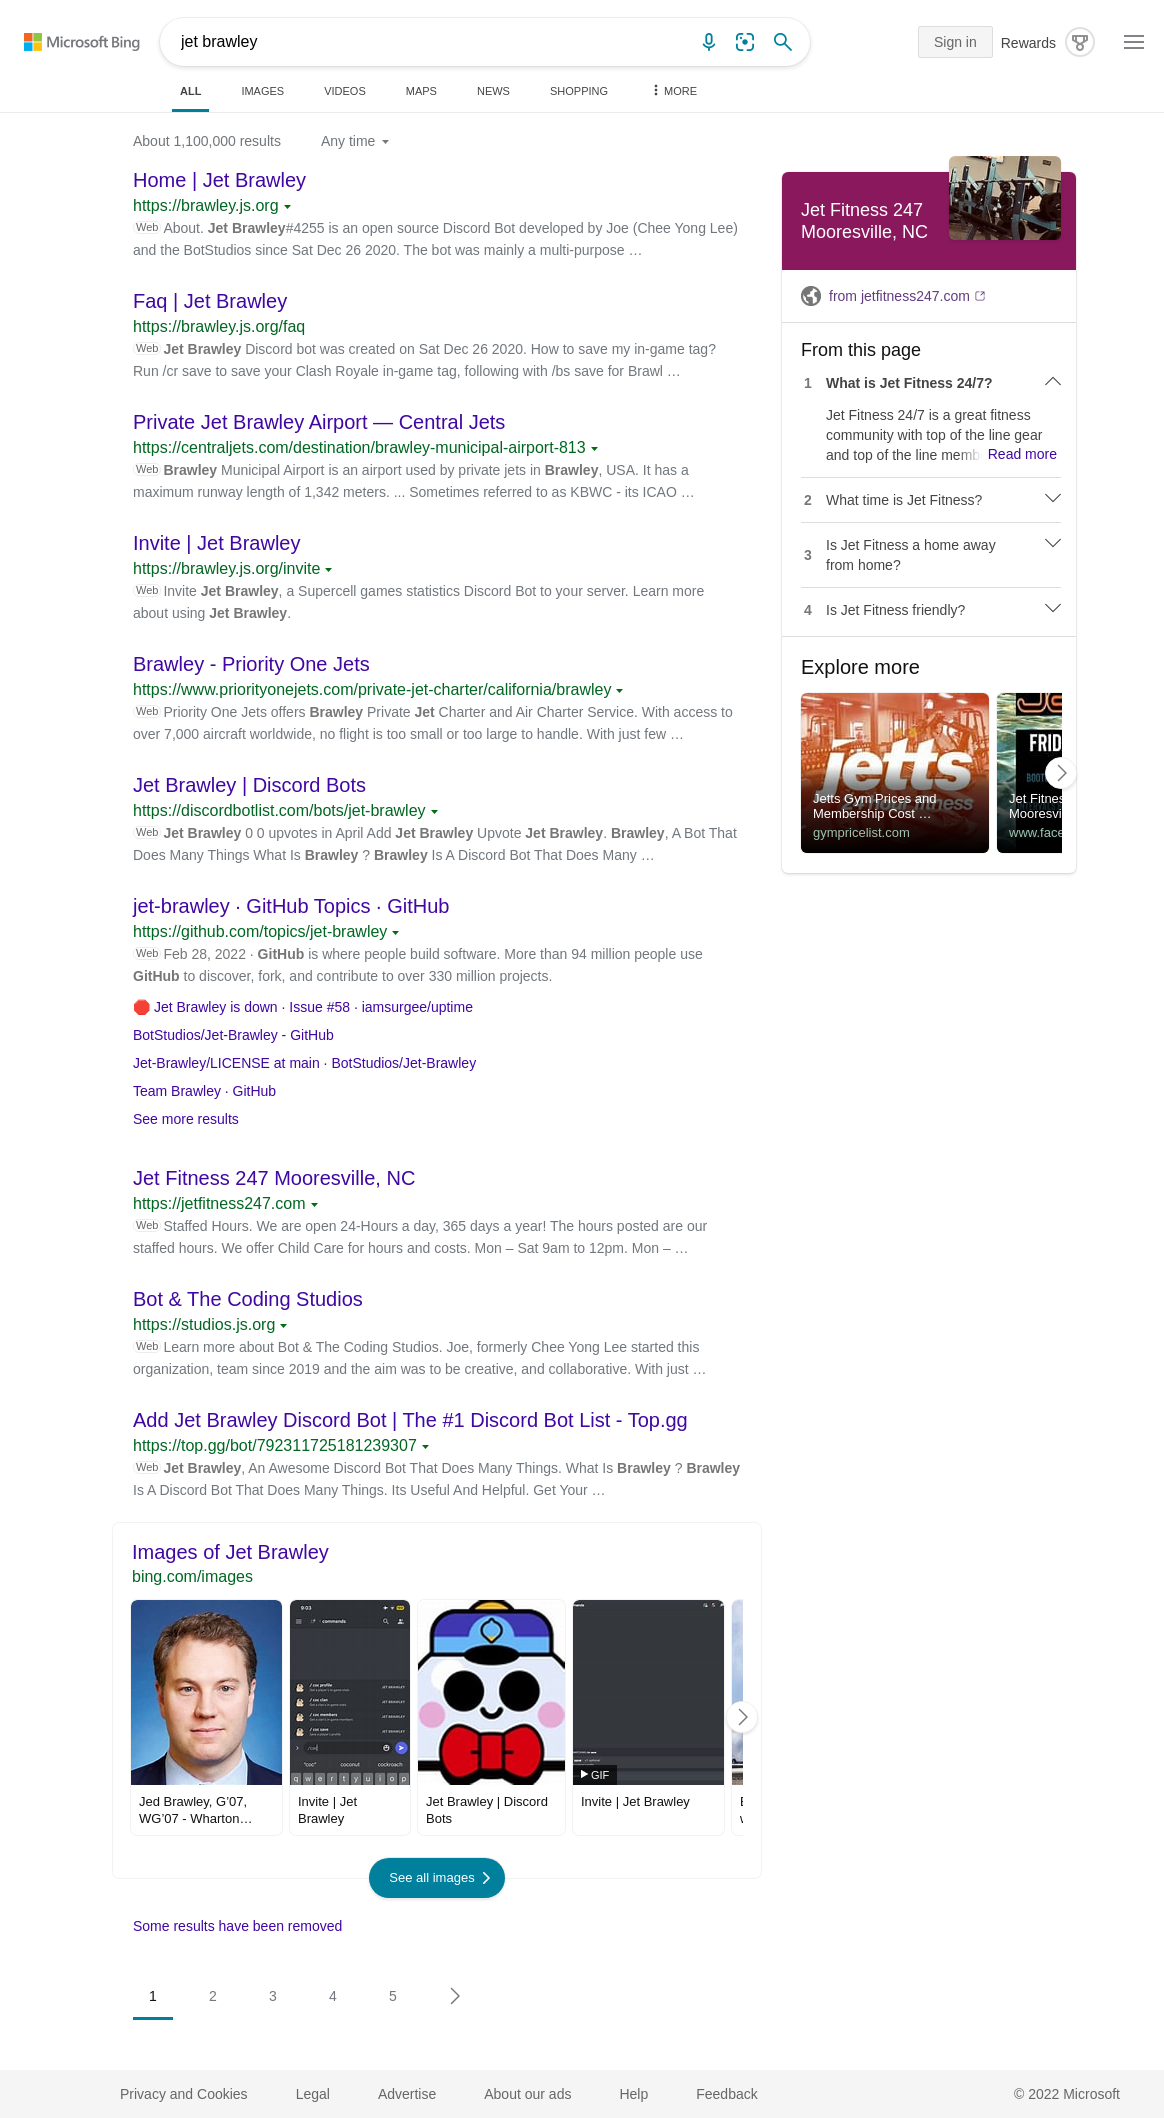 Microsoft Bing
jet brawley
Sign in
Rewards
ALL
IMAGES
VIDEOS
MAPS
NEWS
SHOPPING
MORE
About 1,100,000 results
Any time
Home | Jet Brawley
https://brawley.js.org
Web About. Jet Brawley#4255 is an open source Discord Bot developed by Joe (Chee Yong Lee)
and the BotStudios since Sat Dec 26 2020. The bot was mainly a multi-purpose …
Faq | Jet Brawley
https://brawley.js.org/faq
Web Jet Brawley Discord bot was created on Sat Dec 26 2020. How to save my in-game tag?
Run /cr save to save your Clash Royale in-game tag, following with /bs save for Brawl …
Private Jet Brawley Airport — Central Jets
https://centraljets.com/destination/brawley-municipal-airport-813
Web Brawley Municipal Airport is an airport used by private jets in Brawley, USA. It has a
maximum runway length of 1,342 meters. ... Sometimes referred to as KBWC - its ICAO …
Invite | Jet Brawley
https://brawley.js.org/invite
Web Invite Jet Brawley, a Supercell games statistics Discord Bot to your server. Learn more
about using Jet Brawley.
Brawley - Priority One Jets
https://www.priorityonejets.com/private-jet-charter/california/brawley
Web Priority One Jets offers Brawley Private Jet Charter and Air Charter Service. With access to
over 7,000 aircraft worldwide, no flight is too small or too large to handle. With just few …
Jet Brawley | Discord Bots
https://discordbotlist.com/bots/jet-brawley
Web Jet Brawley 0 0 upvotes in April Add Jet Brawley Upvote Jet Brawley. Brawley, A Bot That
Does Many Things What Is Brawley ? Brawley Is A Discord Bot That Does Many …
jet-brawley · GitHub Topics · GitHub
https://github.com/topics/jet-brawley
Web Feb 28, 2022 · GitHub is where people build software. More than 94 million people use
GitHub to discover, fork, and contribute to over 330 million projects.
Jet Brawley is down · Issue #58 · iamsurgee/uptime
BotStudios/Jet-Brawley - GitHub
Jet-Brawley/LICENSE at main · BotStudios/Jet-Brawley
Team Brawley · GitHub
See more results
Jet Fitness 247 Mooresville, NC
https://jetfitness247.com
Web Staffed Hours. We are open 24-Hours a day, 365 days a year! The hours posted are our
staffed hours. We offer Child Care for hours and costs. Mon – Sat 9am to 12pm. Mon – …
Bot & The Coding Studios
https://studios.js.org
Web Learn more about Bot & The Coding Studios. Joe, formerly Chee Yong Lee started this
organization, team since 2019 and the aim was to be creative, and collaborative. With just …
Add Jet Brawley Discord Bot | The #1 Discord Bot List - Top.gg
https://top.gg/bot/792311725181239307
Web Jet Brawley, An Awesome Discord Bot That Does Many Things. What Is Brawley ? Brawley
Is A Discord Bot That Does Many Things. Its Useful And Helpful. Get Your …
Images of Jet Brawley
bing.com/images
9:03
commands
/ coc profile
/ coc clan
/ coc members
/ coc save
JET BRAWLEY
JET BRAWLEY
JET BRAWLEY
JET BRAWLEY
/coc
"coc" coconut cockroach
q w e r t y u i o p
GIF
Jed Brawley, G’07,
WG’07 - Wharton…
Invite | Jet
Brawley
Jet Brawley | Discord
Bots
Invite | Jet Brawley
See all images
Some results have been removed
1
2
3
4
5
Jet Fitness 247
Mooresville, NC
from jetfitness247.com
From this page
1 What is Jet Fitness 24/7?
Jet Fitness 24/7 is a great fitness
community with top of the line gear
and top of the line memb Read more
2 What time is Jet Fitness?
3 Is Jet Fitness a home away
from home?
4 Is Jet Fitness friendly?
Explore more
jetts
24 hour fitness
Jetts Gym Prices and
Membership Cost …
gympricelist.com
FRID
Jet Fitnes
Mooresvi
www.face
Privacy and Cookies
Legal
Advertise
About our ads
Help
Feedback
© 2022 Microsoft